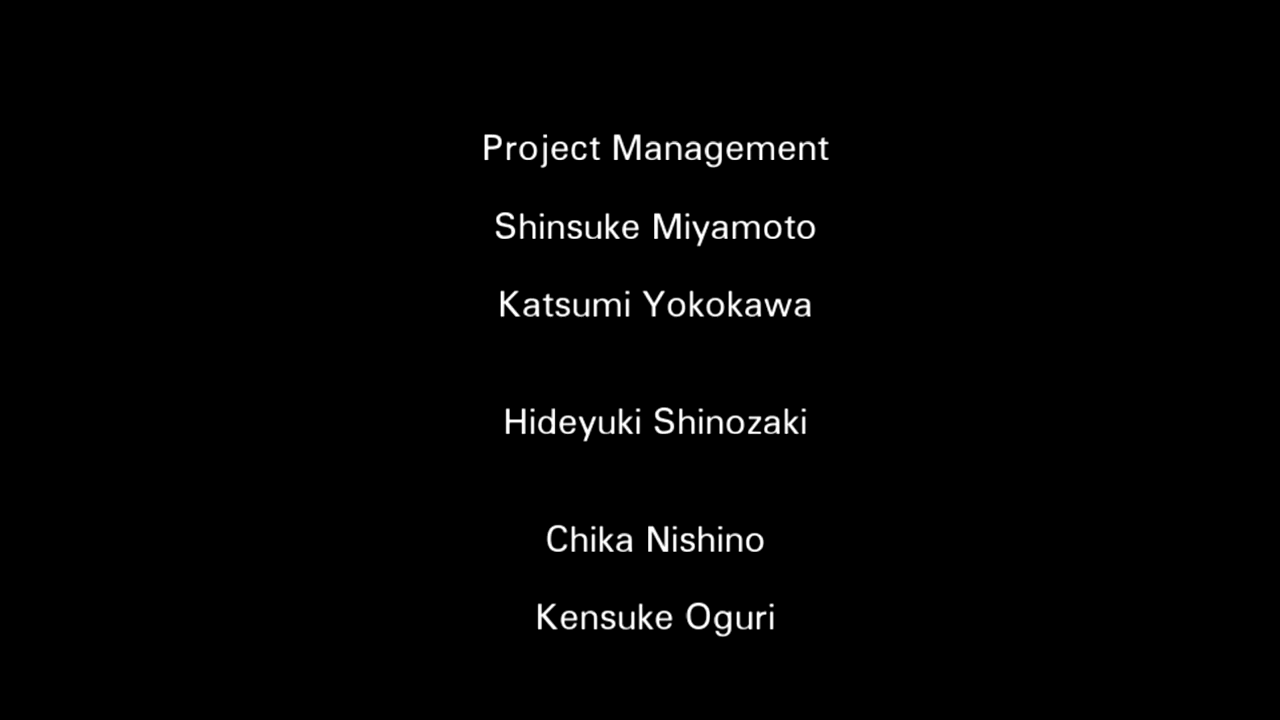 Project Management
Shinsuke Miyamoto
Katsumi Yokokawa
Hideyuki Shinozaki
Chika Nishino
Kensuke Oguri